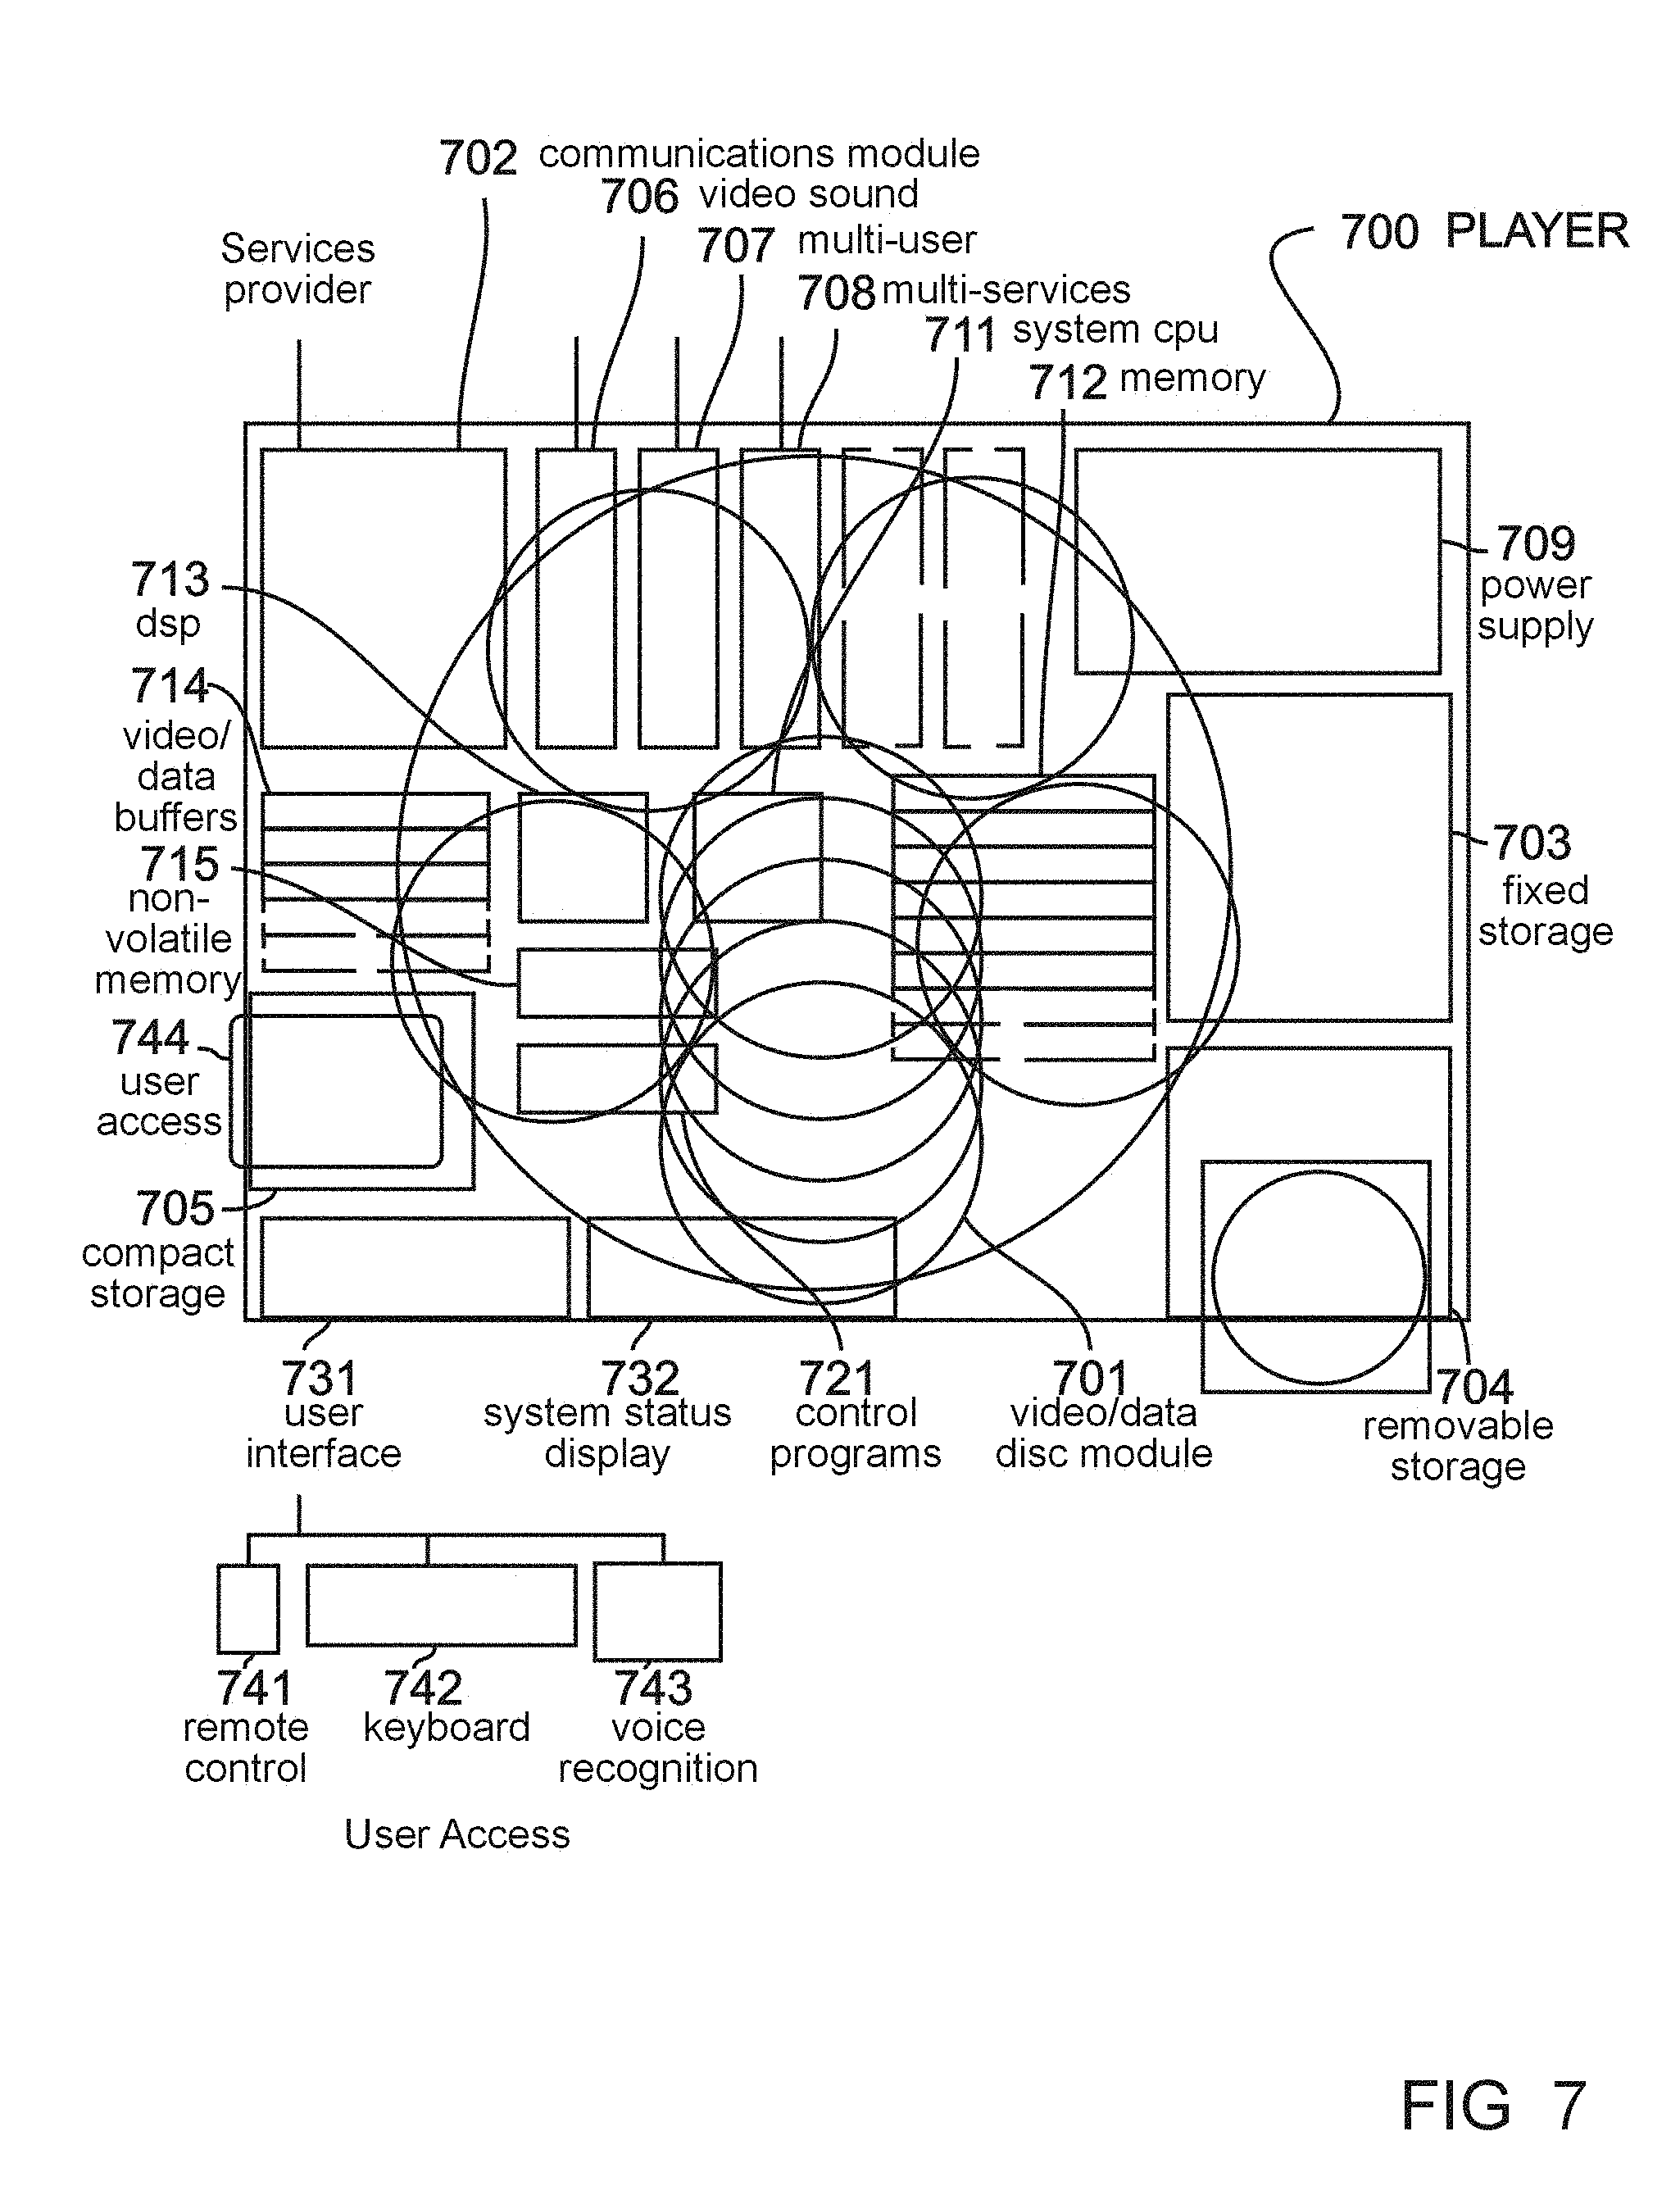 702 communications module
706 video sound
707 multi-user
708 multi-services
711 system cpu
712 memory
700 PLAYER
Services
provider
713
dsp
714
video/
data
buffers
715
non-
volatile
memory
744
user
access
705
compact
storage
709
power
supply
703
fixed
storage
731
user
interface
732
system status
display
721
control
programs
701
video/data
disc module
704
removable
storage
741
remote
control
742
keyboard
743
voice
recognition
User Access
FIG 7